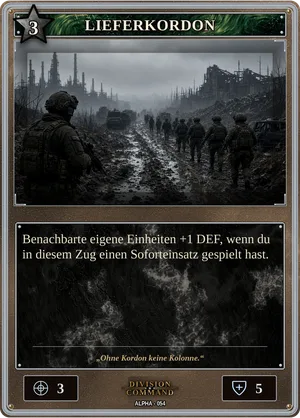 3
LIEFERKORDON
Benachbarte eigene Einheiten +1 DEF, wenn du
in diesem Zug einen Soforteinsatz gespielt hast.
„Ohne Kordon keine Kolonne.“
3
DIVISION
COMMAND
ALPHA · 054
5